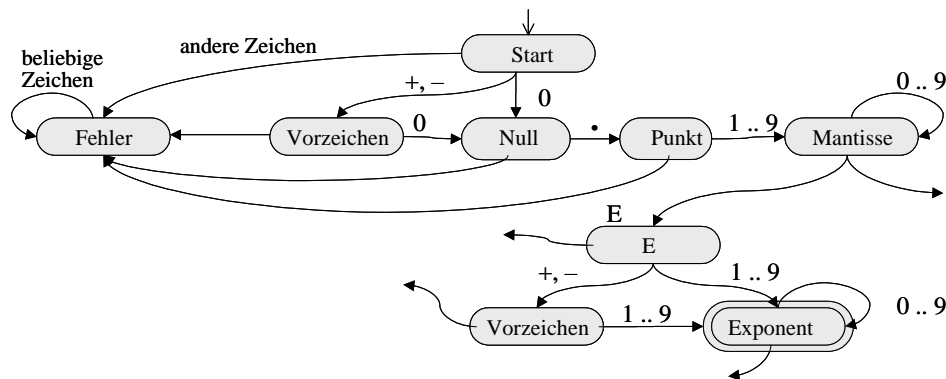 Start
andere Zeichen
beliebige
Zeichen
+, –
0
0 .. 9
Fehler
Vorzeichen
0
Null
.
Punkt
1 .. 9
Mantisse
E
E
+, –
1 .. 9
0 .. 9
Vorzeichen
1 .. 9
Exponent